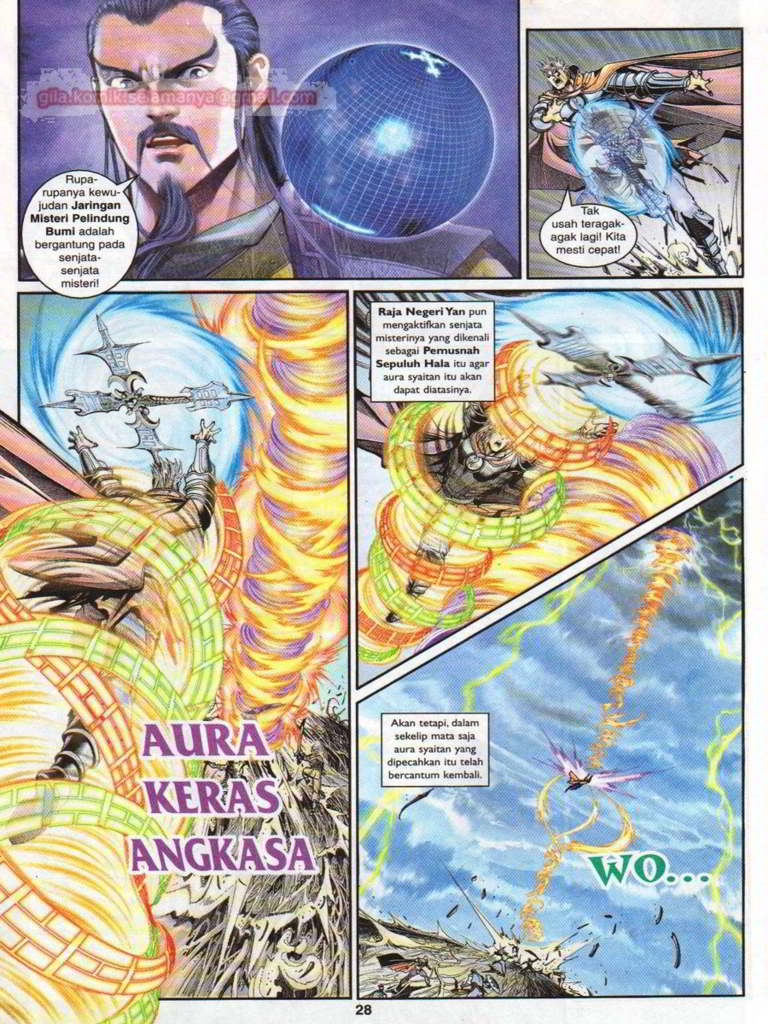 gila.komik.selamanya@gmail.com
Rupa-
rupanya kewu-
judan Jaringan
Misteri Pelindung
Bumi adalah
bergantung pada
senjata-
senjata
misteri!
Tak
usah teragak-
agak lagi! Kita
mesti cepat!
Raja Negeri Yan pun
mengaktifkan senjata
misterinya yang dikenali
sebagai Pemusnah
Sepuluh Hala itu agar
aura syaitan itu akan
dapat diatasinya.
AURA
KERAS
ANGKASA
Akan tetapi, dalam
sekelip mata saja
aura syaitan yang
dipecahkan itu telah
bercantum kembali.
WO...
28